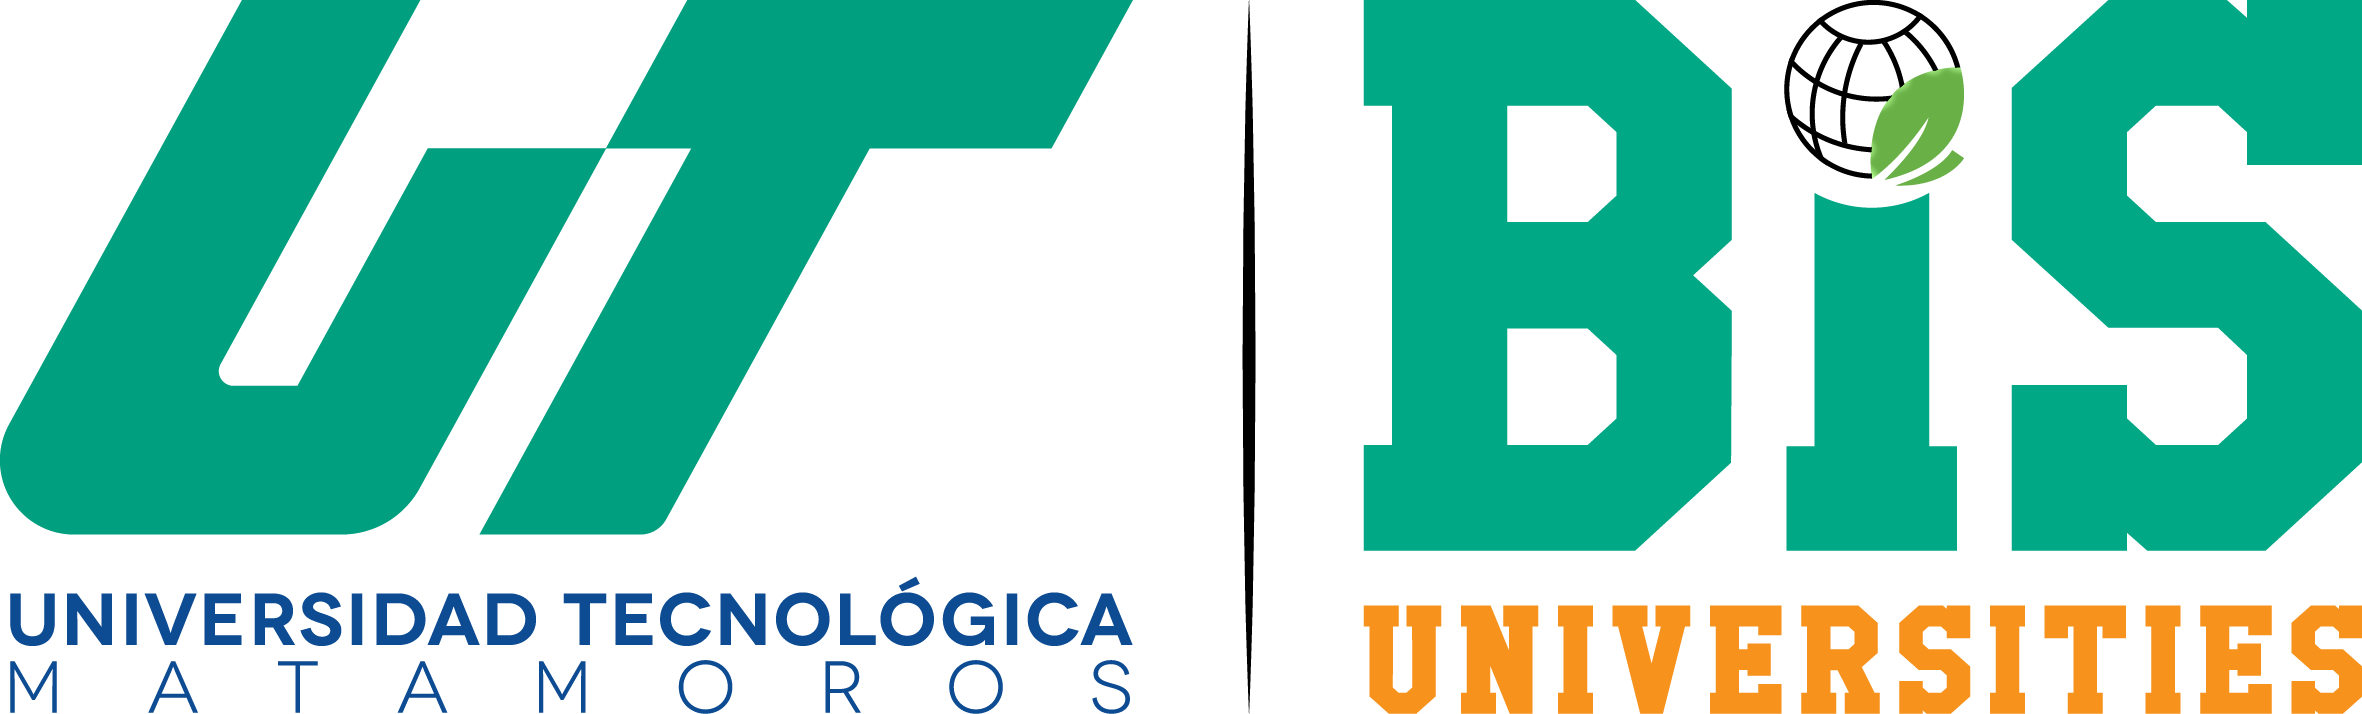 UT
UNIVERSIDAD TECNOLÓGICA
MATAMOROS
BiS
UNIVERSITIES